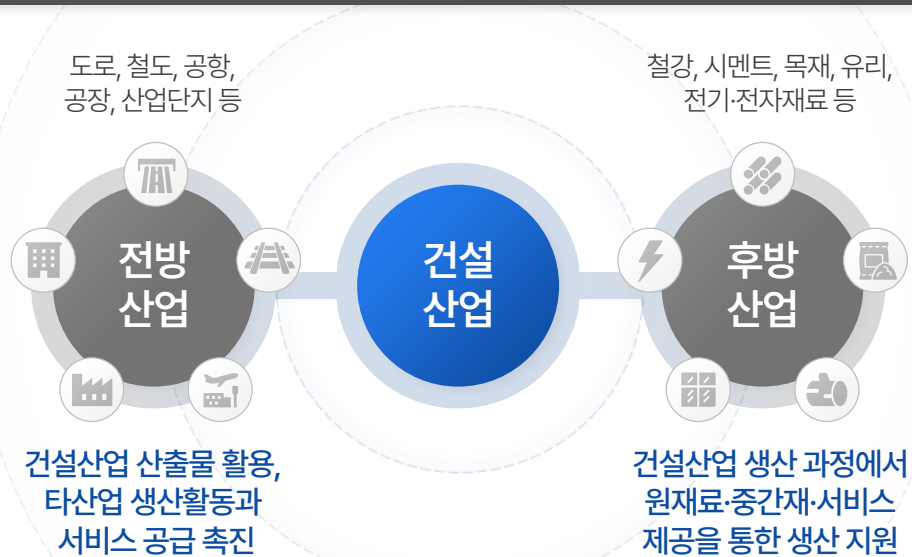 도로, 철도, 공항,
공장, 산업단지 등
전방
산업
건설산업 산출물 활용,
타산업 생산활동과
서비스 공급 촉진
건설
산업
철강, 시멘트, 목재, 유리,
전기·전자재료 등
후방
산업
건설산업 생산 과정에서
원재료·중간재·서비스
제공을 통한 생산 지원